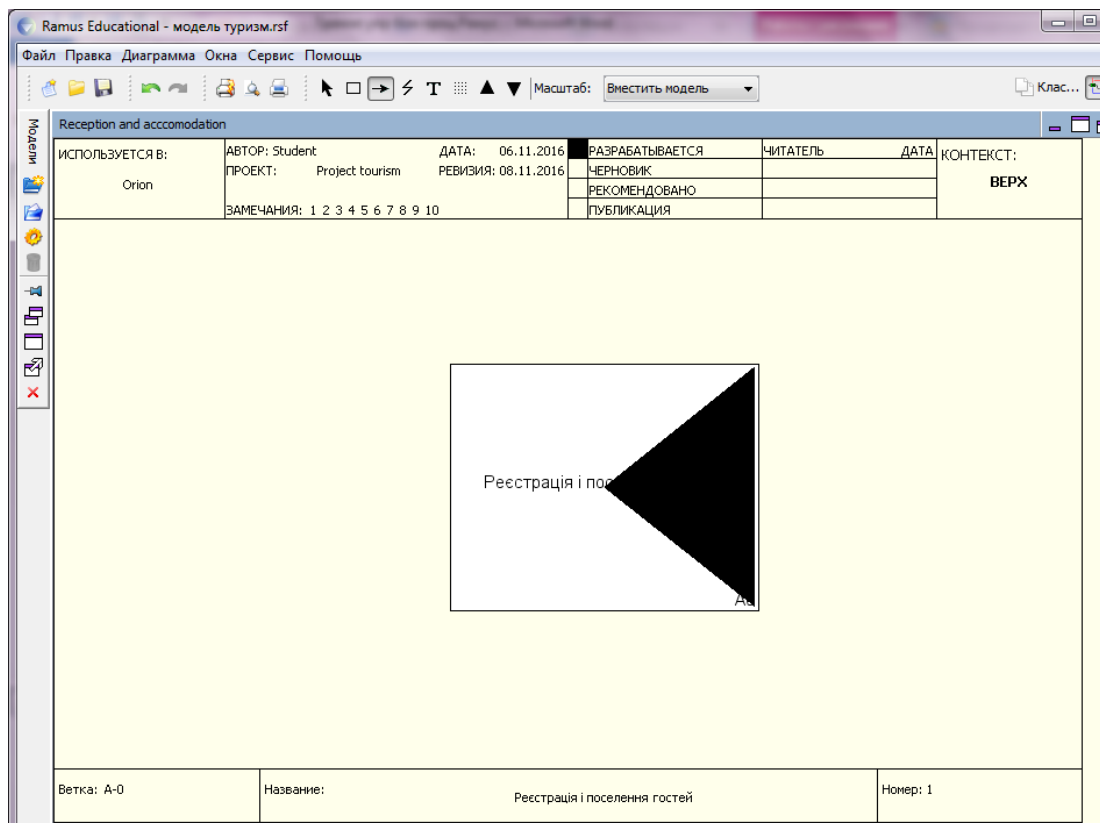 Ramus Educational - модель туризм.rsf
Файл Правка Диаграмма Окна Сервис Помощь
T Масштаб: Вместить модель Клас...
Модели
Reception and acccomodation
ИСПОЛЬЗУЕТСЯ В:
Orion
АВТОР: Student ДАТА: 06.11.2016
ПРОЕКТ: Project tourism РЕВИЗИЯ: 08.11.2016
ЗАМЕЧАНИЯ: 1 2 3 4 5 6 7 8 9 10
РАЗРАБАТЫВАЕТСЯ ЧИТАТЕЛЬ ДАТА
ЧЕРНОВИК
РЕКОМЕНДОВАНО
ПУБЛИКАЦИЯ
КОНТЕКСТ:
ВЕРХ
Реєстрація і
Ветка: A-0 Название: Реєстрація і поселення гостей Номер: 1